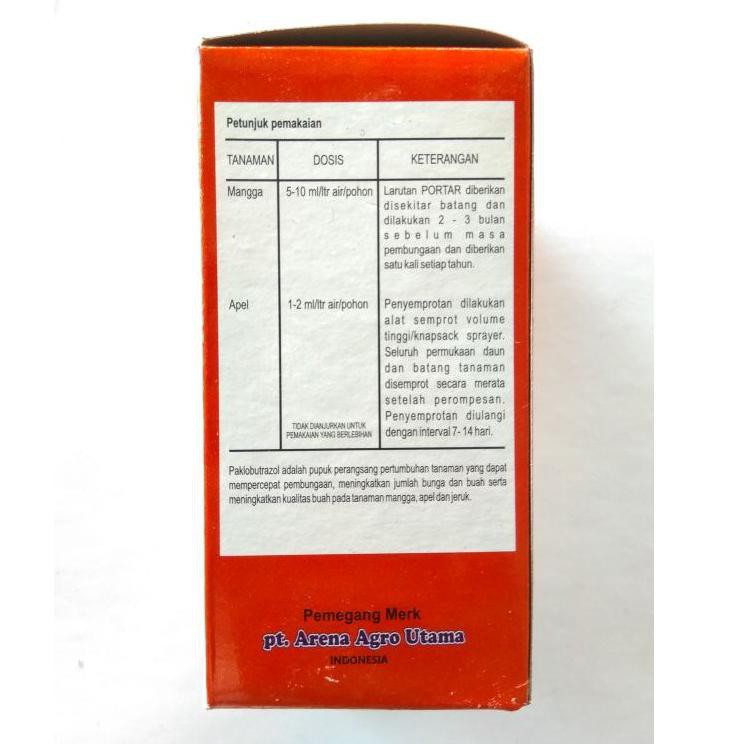 Petunjuk pemakaian
TANAMAN DOSIS KETERANGAN
Mangga 5-10 ml/ltr air/pohon Larutan PORTAR diberikan
disekitar batang dan
dilakukan 2 - 3 bulan
sebelum masa
pembungaan dan diberikan
satu kali setiap tahun.
Apel 1-2 ml/ltr air/pohon Penyemprotan dilakukan
alat semprot volume
tinggi/knapsack sprayer.
Seluruh permukaan daun
dan batang tanaman
disemprot secara merata
setelah perompesan.
Penyemprotan diulangi
dengan interval 7- 14 hari.
TIDAK DIANJURKAN UNTUK
PEMAKAIAN YANG BERLEBIHAN
Paklobutrazol adalah pupuk perangsang pertumbuhan tanaman yang dapat
mempercepat pembungaan, meningkatkan jumlah bunga dan buah serta
meningkatkan kualitas buah pada tanaman mangga, apel dan jeruk.
Pemegang Merk
pt. Arena Agro Utama
INDONESIA